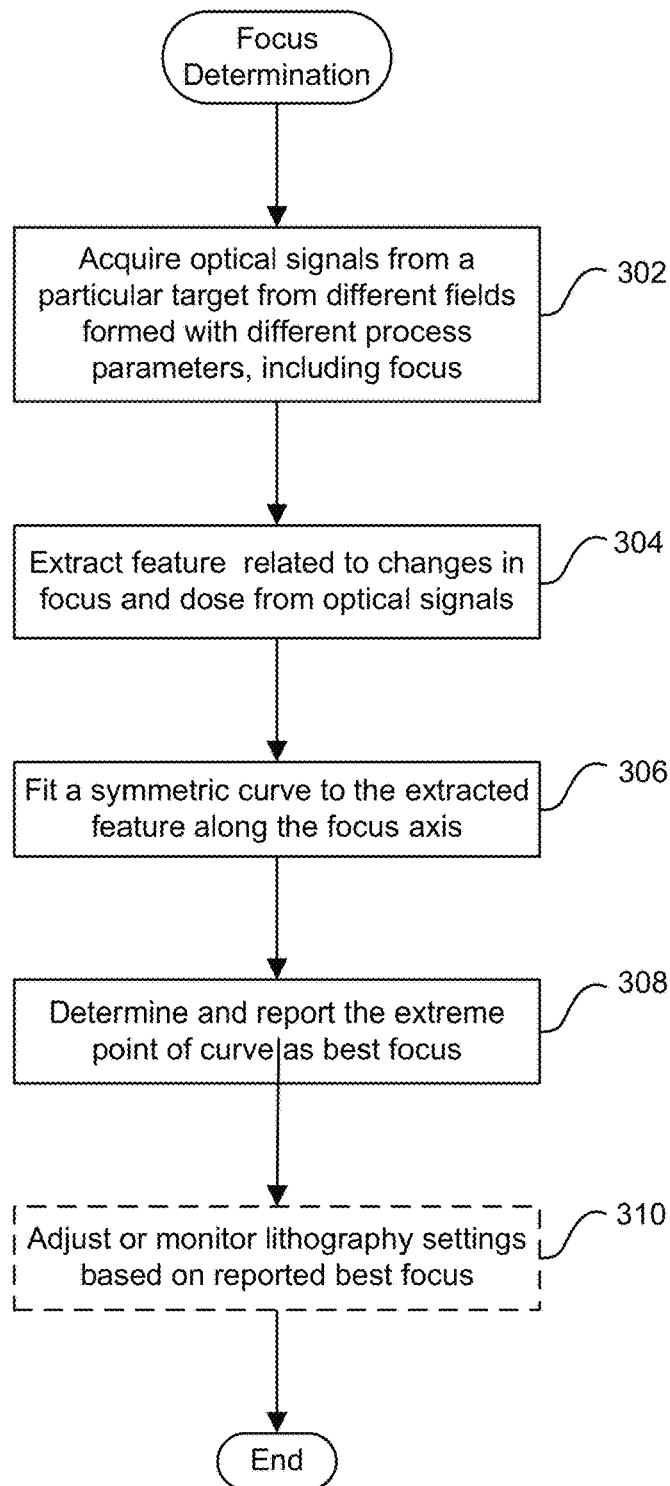 Focus
Determination
Acquire optical signals from a
particular target from different fields
formed with different process
parameters, including focus
302
Extract feature related to changes in
focus and dose from optical signals
304
Fit a symmetric curve to the extracted
feature along the focus axis
306
Determine and report the extreme
point of curve as best focus
308
Adjust or monitor lithography settings
based on reported best focus
310
End